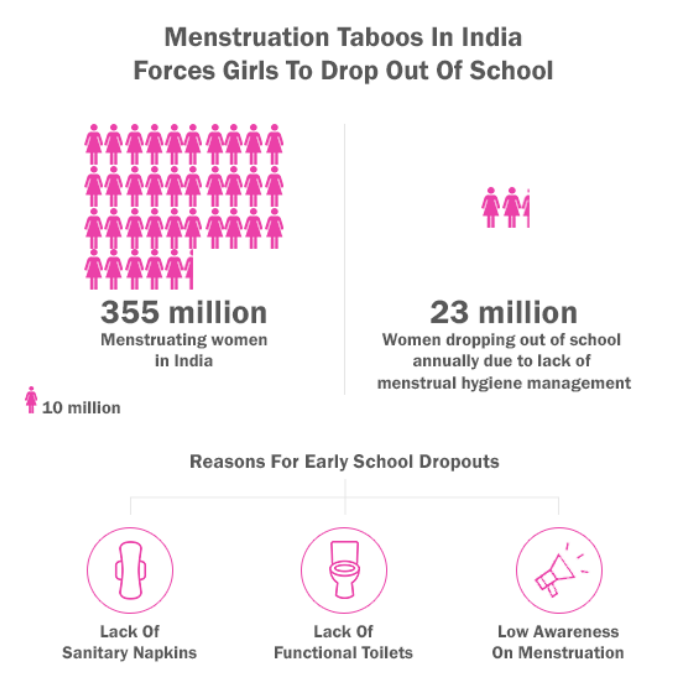 Menstruation Taboos In India
Forces Girls To Drop Out Of School
355 million
Menstruating women
in India
23 million
Women dropping out of school
annually due to lack of
menstrual hygiene management
10 million
Reasons For Early School Dropouts
Lack Of
Sanitary Napkins
Lack Of
Functional Toilets
Low Awareness
On Menstruation